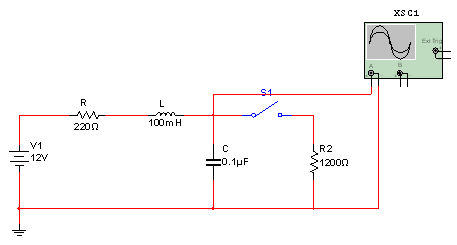 XSC1
Ext Trig
A
B
S1
R
220Ω
L
100mH
V1
12V
C
0.1µF
R2
1200Ω